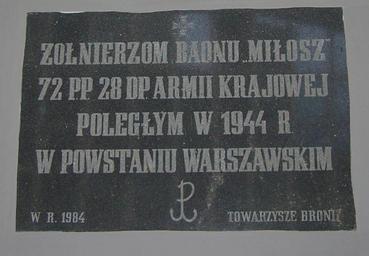 ŻOŁNIERZOM BAONU „MIŁOSZ”
72 PP 28 DP ARMII KRAJOWEJ
POLEGŁYM W 1944 R
W POWSTANIU WARSZAWSKIM
W R. 1984 TOWARZYSZE BRONI